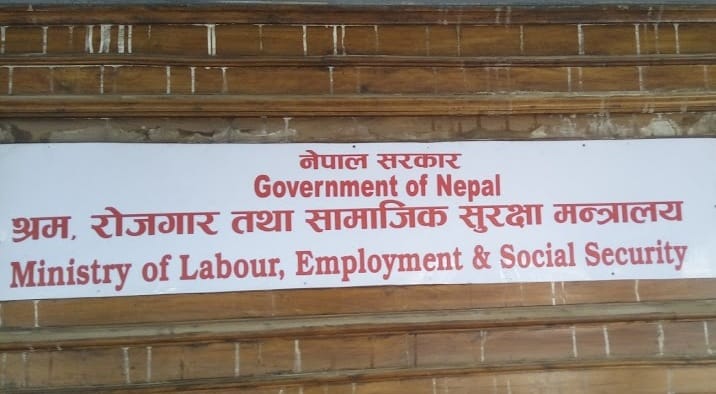 नेपाल सरकार
Government of Nepal
श्रम, रोजगार तथा सामाजिक सुरक्षा मन्त्रालय
Ministry of Labour, Employment & Social Security